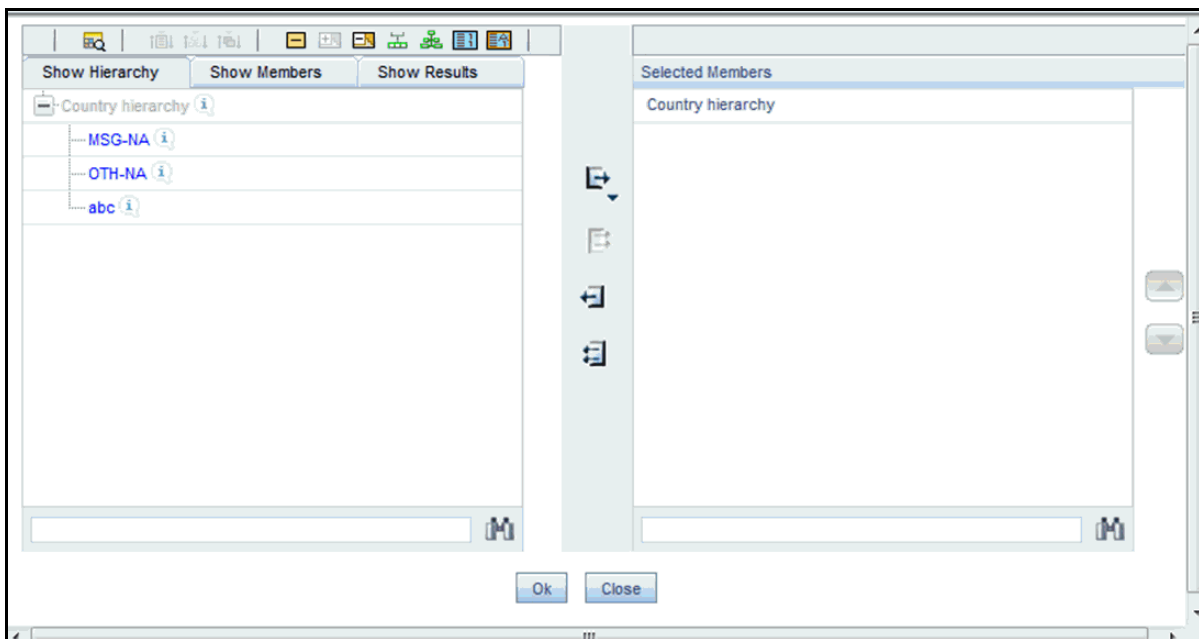 Show Hierarchy Show Members Show Results
Selected Members
Country hierarchy
MSG-NA
OTH-NA
abc
Country hierarchy
Ok Close